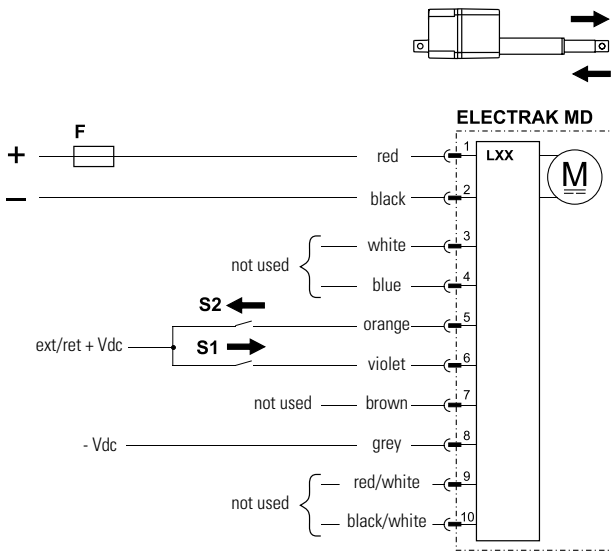 ELECTRAK MD
F
+ red 1 LXX M
− black 2
white 3
not used
blue 4
S2
orange 5
ext/ret + Vdc S1
violet 6
not used brown 7
- Vdc grey 8
red/white 9
not used
black/white 10